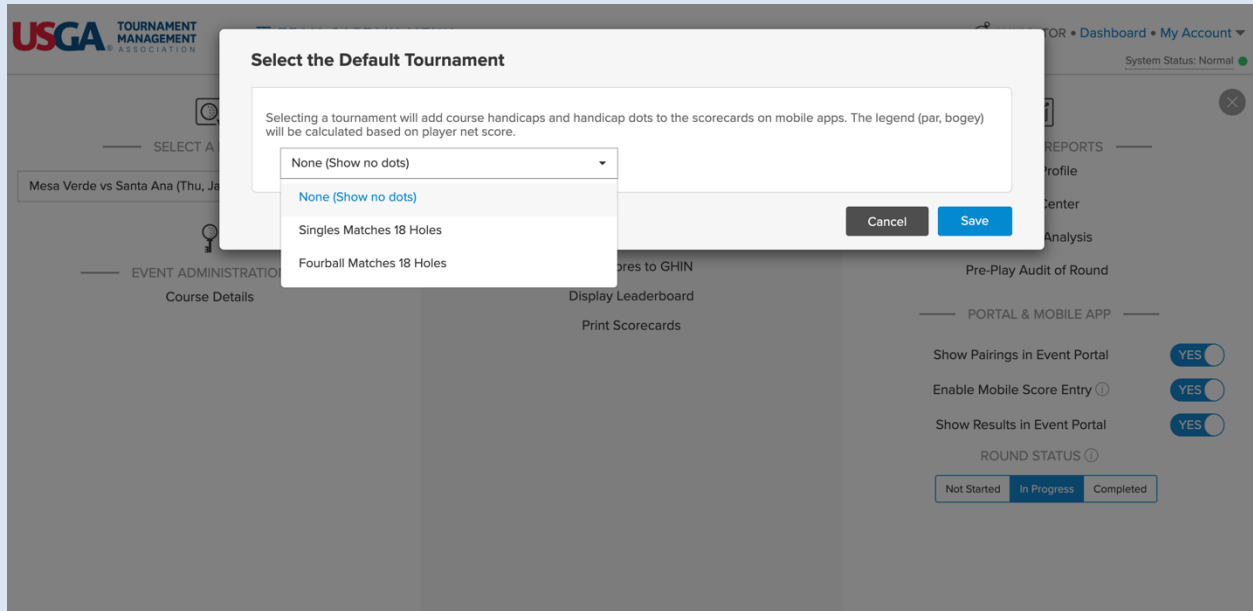 USGA
TOURNAMENT
MANAGEMENT
ASSOCIATION
Dashboard • My Account
System Status: Normal
Select the Default Tournament
Selecting a tournament will add course handicaps and handicap dots to the scorecards on mobile apps. The legend (par, bogey)
will be calculated based on player net score.
None (Show no dots)
None (Show no dots)
Singles Matches 18 Holes
Fourball Matches 18 Holes
Cancel
Save
SELECT A
Mesa Verde vs Santa Ana (Thu,
EVENT ADMINISTRATION
Course Details
to GHIN
Display Leaderboard
Print Scorecards
REPORTS
Profile
Center
Analysis
Pre-Play Audit of Round
PORTAL & MOBILE APP
Show Pairings in Event Portal YES
Enable Mobile Score Entry YES
Show Results in Event Portal YES
ROUND STATUS
Not Started In Progress Completed